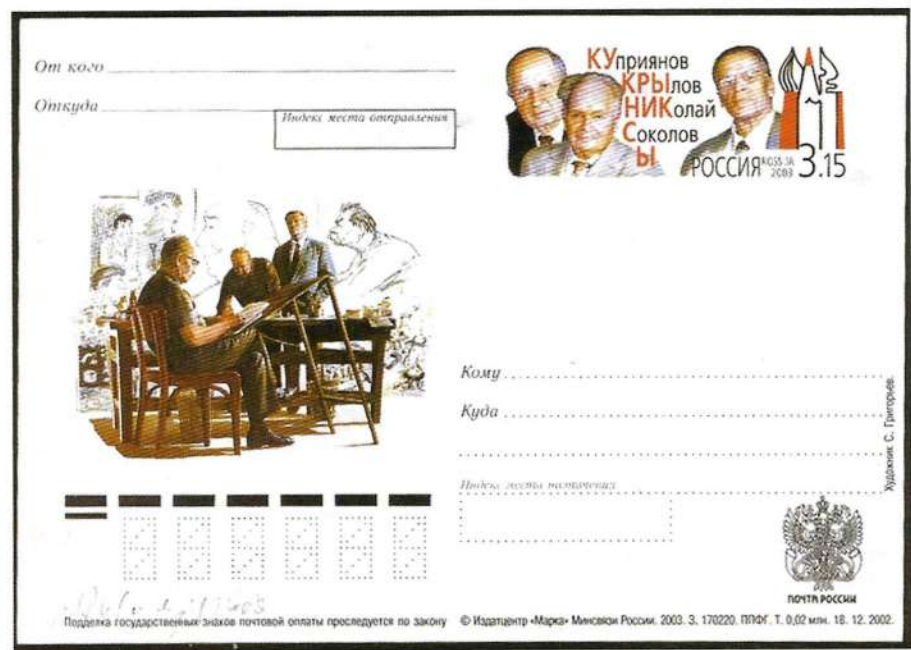 От кого
Откуда
Индекс места отправления
КУприянов
КРЫлов
НИКолай
Соколов
Ы
РОССИЯ ROSSIJA 2003 3.15
Кому
Куда
Индекс места назначения
Художник С. Григорьев.
ПОЧТА РОССИИ
Подделка государственных знаков почтовой оплаты преследуется по закону
© Издатцентр «Марка» Минсвязи России. 2003. З. 170220. ППФГ. Т. 0,02 млн. 18. 12. 2002.